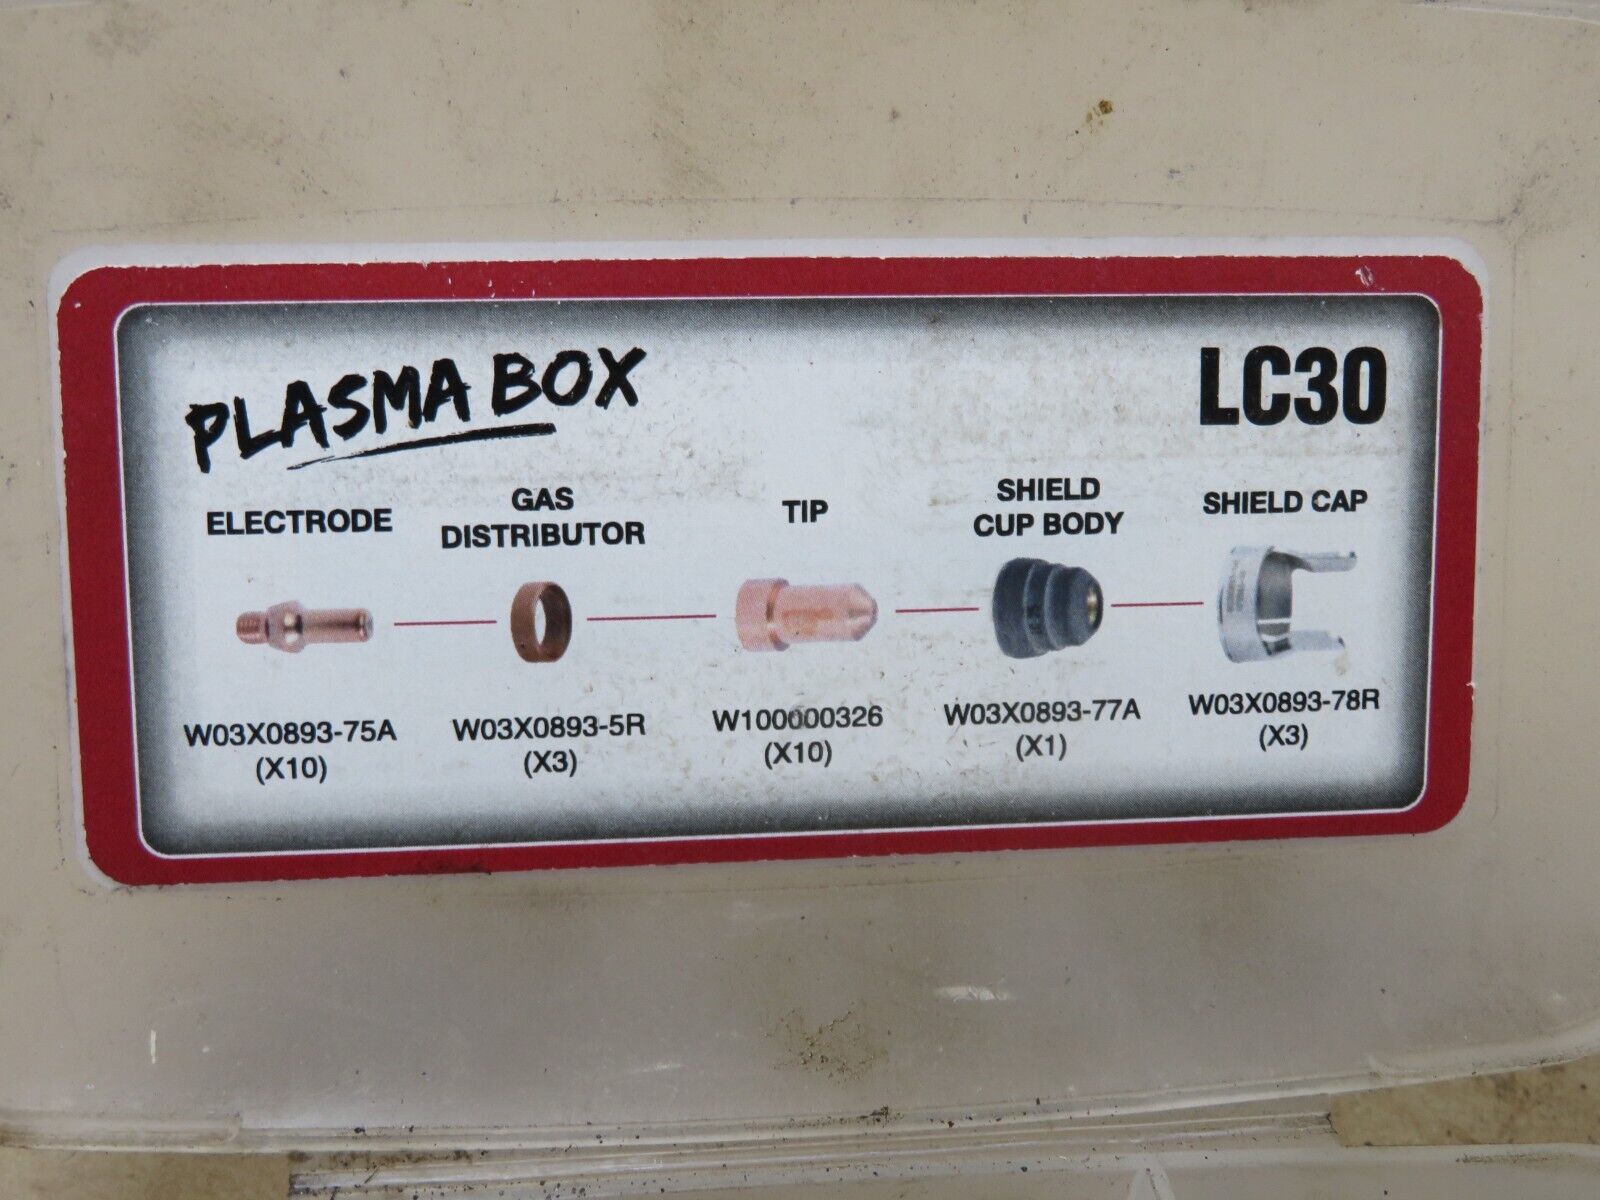 PLASMA BOX
LC30
ELECTRODE
GAS
DISTRIBUTOR
TIP
SHIELD
CUP BODY
SHIELD CAP
W03X0893-75A
(X10)
W03X0893-5R
(X3)
W100000326
(X10)
W03X0893-77A
(X1)
W03X0893-78R
(X3)